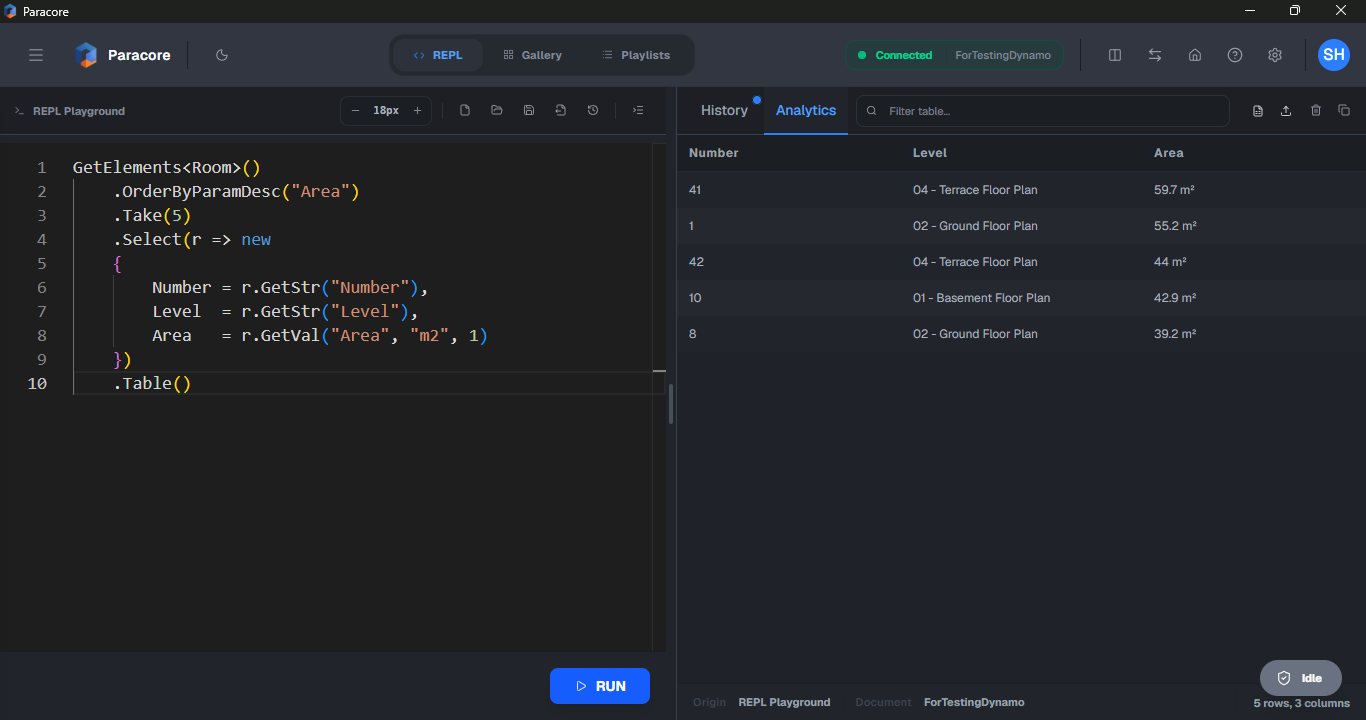 Paracore
Paracore
REPL
Gallery
Playlists
Connected
ForTestingDynamo
SH
>_ REPL Playground
− 18px +
History
Analytics
Filter table...
1 GetElements<Room>()
2 .OrderByParamDesc("Area")
3 .Take(5)
4 .Select(r => new
5 {
6 Number = r.GetStr("Number"),
7 Level = r.GetStr("Level"),
8 Area = r.GetVal("Area", "m2", 1)
9 })
10 .Table()
RUN
Number Level Area
41 04 - Terrace Floor Plan 59.7 m²
1 02 - Ground Floor Plan 55.2 m²
42 04 - Terrace Floor Plan 44 m²
10 01 - Basement Floor Plan 42.9 m²
8 02 - Ground Floor Plan 39.2 m²
Idle
Origin REPL Playground Document ForTestingDynamo 5 rows, 3 columns